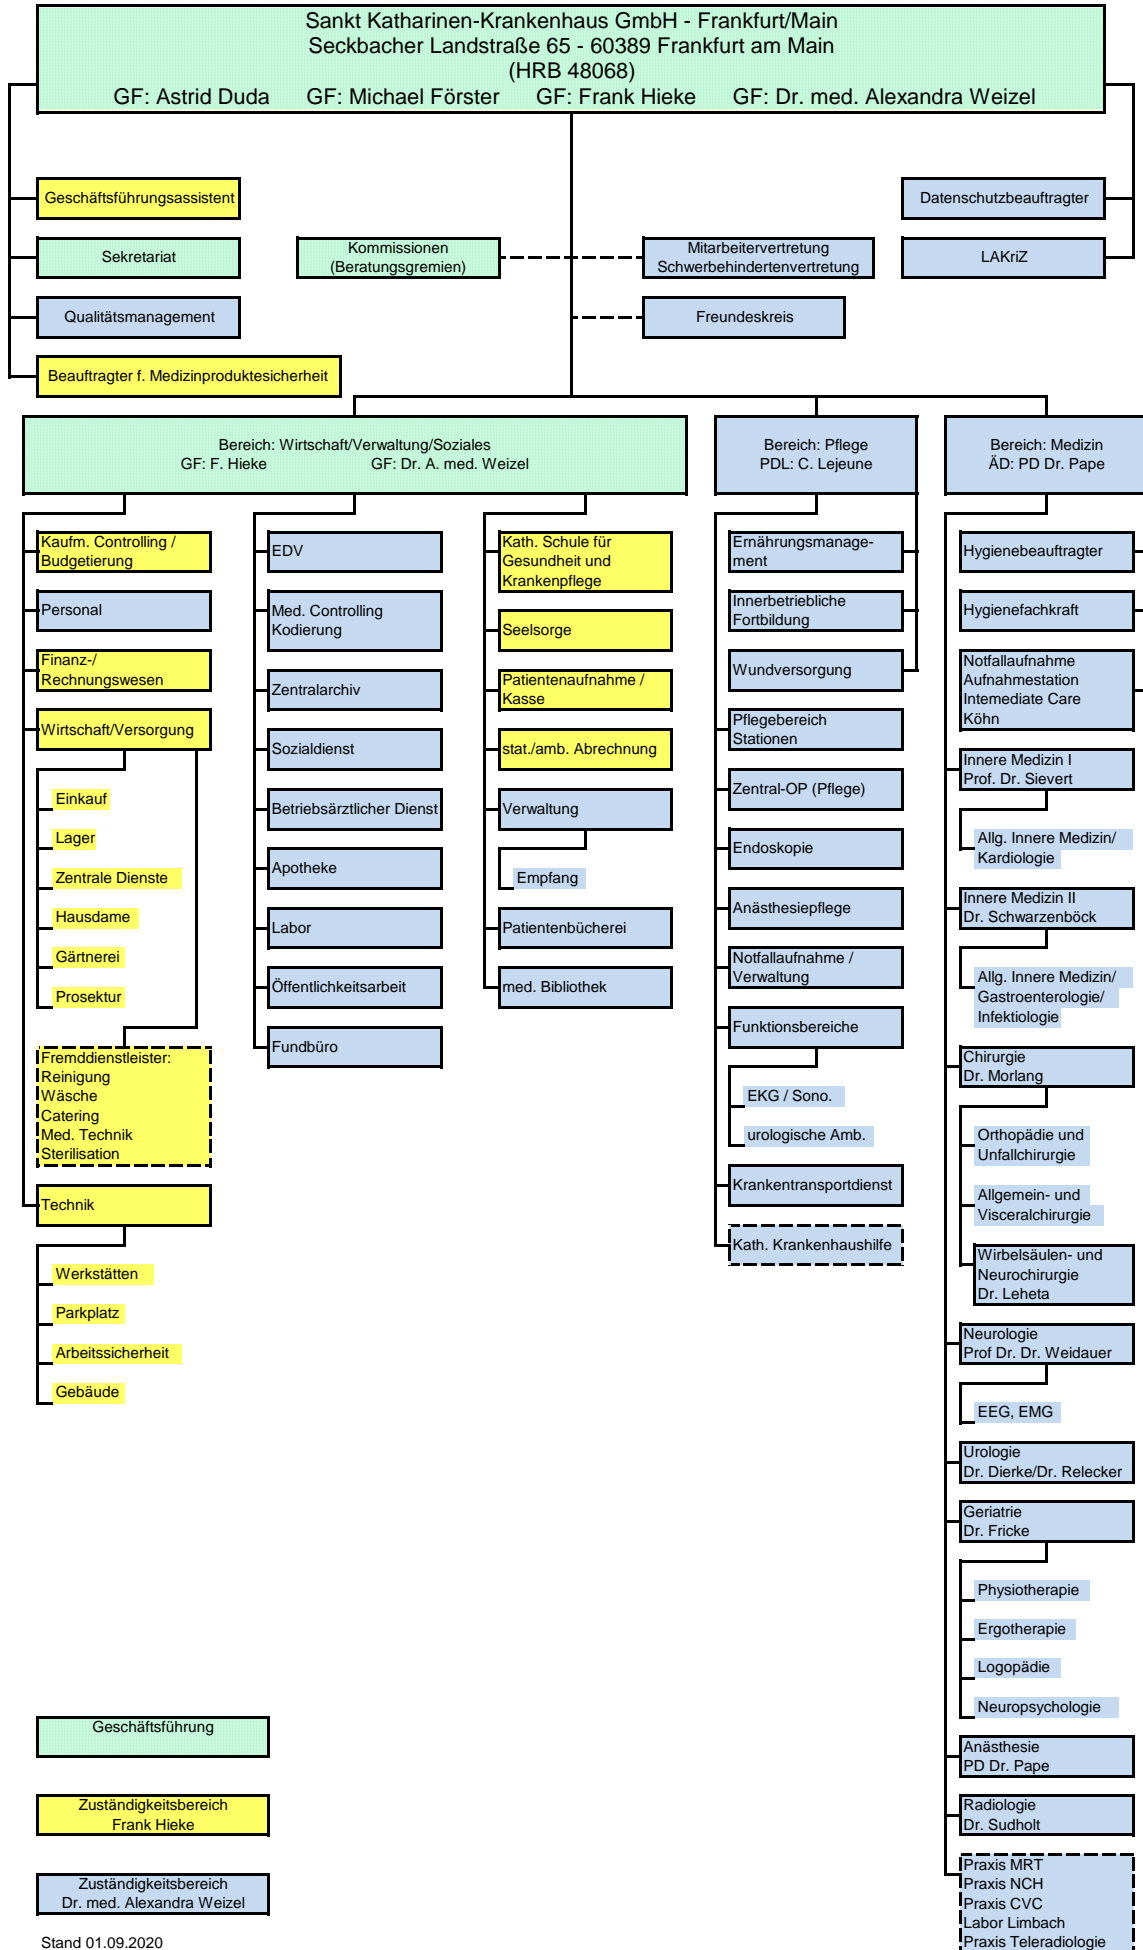 Sankt Katharinen-Krankenhaus GmbH - Frankfurt/Main
Seckbacher Landstraße 65 - 60389 Frankfurt am Main
(HRB 48068)
GF: Astrid Duda GF: Michael Förster GF: Frank Hieke GF: Dr. med. Alexandra Weizel
Geschäftsführungsassistent
Datenschutzbeauftragter
Sekretariat
Kommissionen
(Beratungsgremien)
Mitarbeitervertretung
Schwerbehindertenvertretung
LAKriZ
Qualitätsmanagement
Freundeskreis
Beauftragter f. Medizinproduktesicherheit
Bereich: Wirtschaft/Verwaltung/Soziales
GF: F. Hieke GF: Dr. A. med. Weizel
Bereich: Pflege
PDL: C. Lejeune
Bereich: Medizin
ÄD: PD Dr. Pape
Kaufm. Controlling /
Budgetierung
Personal
Finanz-/
Rechnungswesen
Wirtschaft/Versorgung
Einkauf
Lager
Zentrale Dienste
Hausdame
Gärtnerei
Prosektur
Fremddienstleister:
Reinigung
Wäsche
Catering
Med. Technik
Sterilisation
Technik
Werkstätten
Parkplatz
Arbeitssicherheit
Gebäude
EDV
Med. Controlling
Kodierung
Zentralarchiv
Sozialdienst
Betriebsärztlicher Dienst
Apotheke
Labor
Öffentlichkeitsarbeit
Fundbüro
Kath. Schule für
Gesundheit und
Krankenpflege
Seelsorge
Patientenaufnahme /
Kasse
stat./amb. Abrechnung
Verwaltung
Empfang
Patientenbücherei
med. Bibliothek
Ernährungsmanage-
ment
Innerbetriebliche
Fortbildung
Wundversorgung
Pflegebereich
Stationen
Zentral-OP (Pflege)
Endoskopie
Anästhesiepflege
Notfallaufnahme /
Verwaltung
Funktionsbereiche
EKG / Sono.
urologische Amb.
Krankentransportdienst
Kath. Krankenhaushilfe
Hygienebeauftragter
Hygienefachkraft
Notfallaufnahme
Aufnahmestation
Intemediate Care
Köhn
Innere Medizin I
Prof. Dr. Sievert
Allg. Innere Medizin/
Kardiologie
Innere Medizin II
Dr. Schwarzenböck
Allg. Innere Medizin/
Gastroenterologie/
Infektiologie
Chirurgie
Dr. Morlang
Orthopädie und
Unfallchirurgie
Allgemein- und
Visceralchirurgie
Wirbelsäulen- und
Neurochirurgie
Dr. Leheta
Neurologie
Prof Dr. Dr. Weidauer
EEG, EMG
Urologie
Dr. Dierke/Dr. Relecker
Geriatrie
Dr. Fricke
Physiotherapie
Ergotherapie
Logopädie
Neuropsychologie
Anästhesie
PD Dr. Pape
Radiologie
Dr. Sudholt
Praxis MRT
Praxis NCH
Praxis CVC
Labor Limbach
Praxis Teleradiologie
Geschäftsführung
Zuständigkeitsbereich
Frank Hieke
Zuständigkeitsbereich
Dr. med. Alexandra Weizel
Stand 01.09.2020